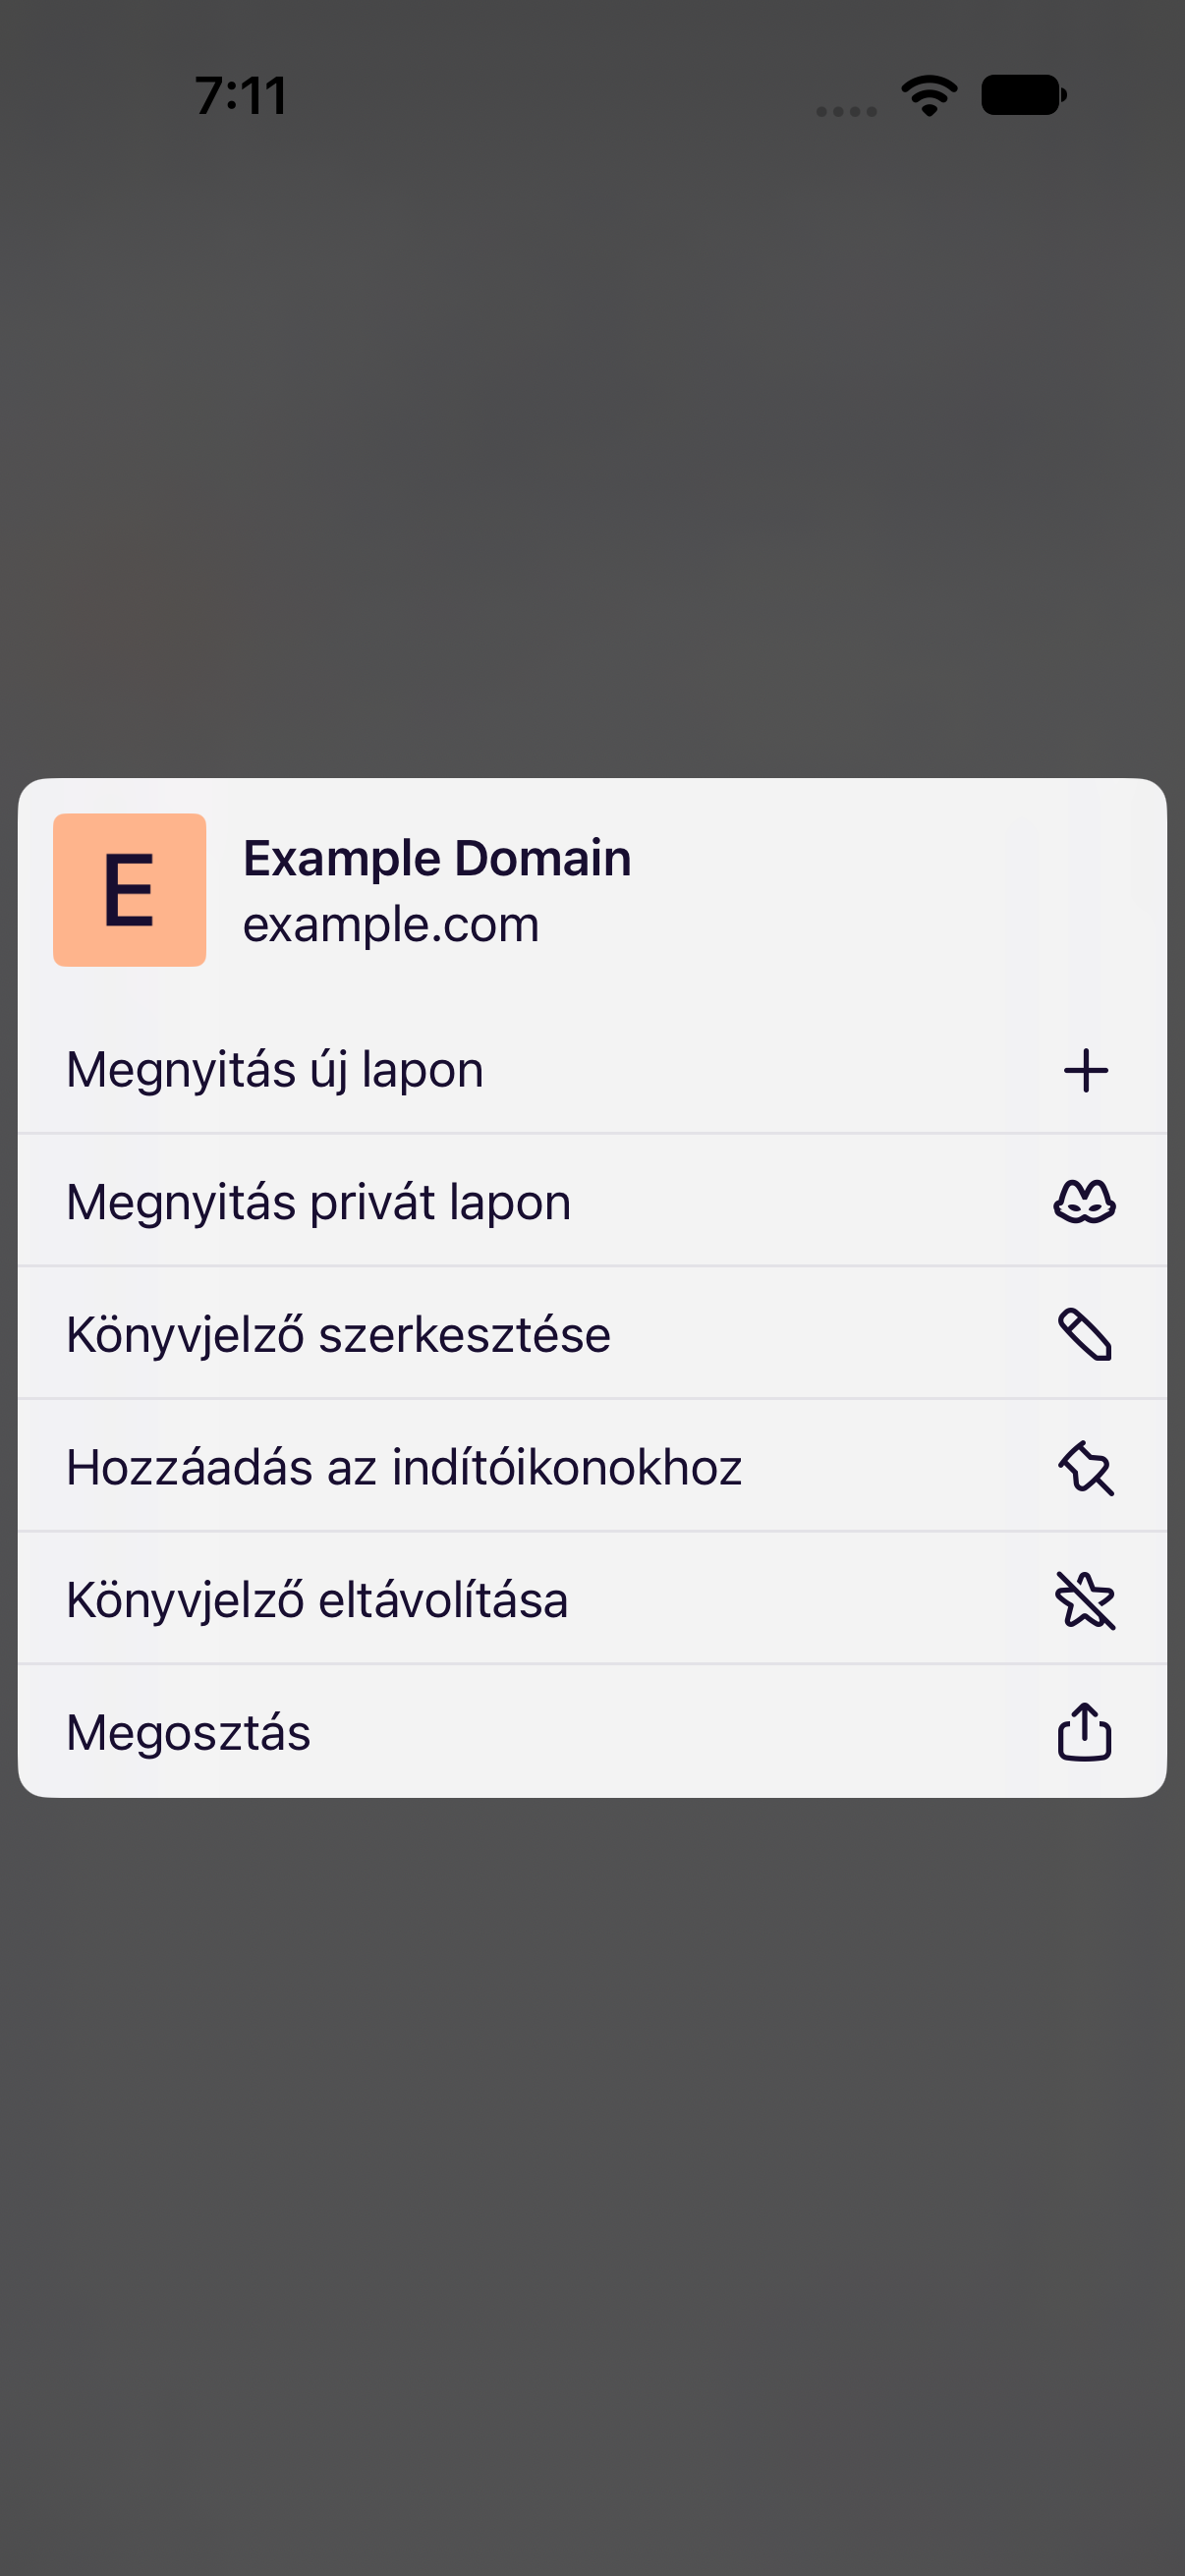 7:11
E
Example Domain
example.com
Megnyitás új lapon
Megnyitás privát lapon
Könyvjelző szerkesztése
Hozzáadás az indítóikonokhoz
Könyvjelző eltávolítása
Megosztás